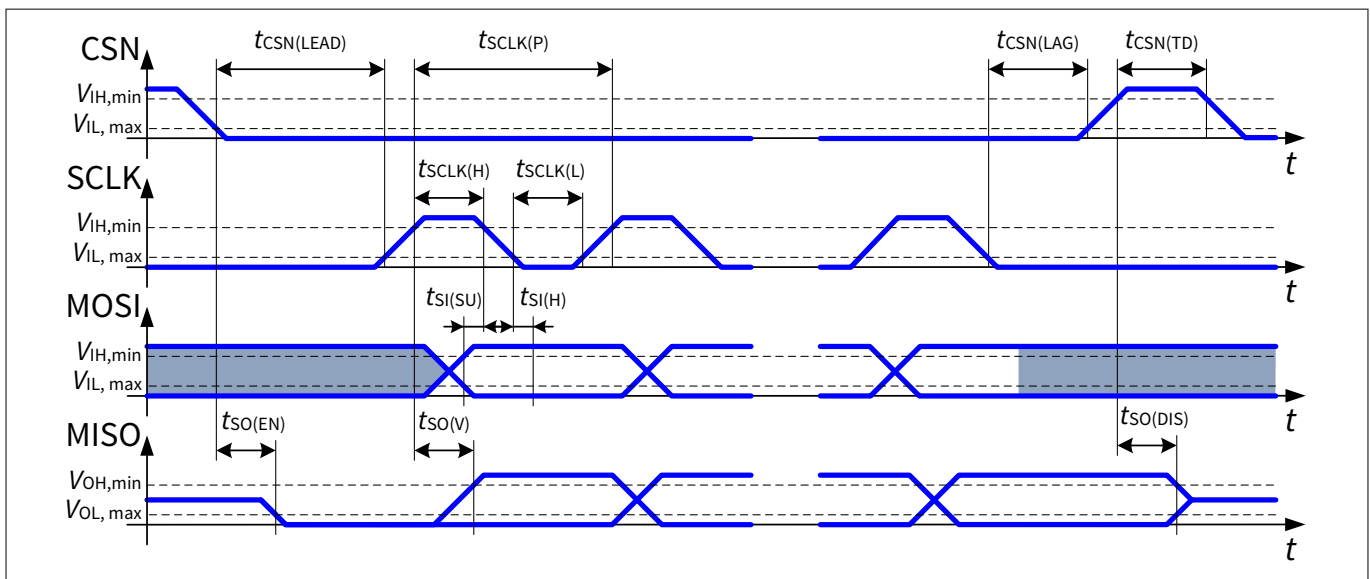 CSN
tCSN(LEAD) tSCLK(P) tCSN(LAG) tCSN(TD)
VIH,min
VIL, max
t
SCLK
tSCLK(H) tSCLK(L)
VIH,min
VIL, max
t
MOSI
tSI(SU) tSI(H)
VIH,min
VIL, max
t
MISO
tSO(EN) tSO(V) tSO(DIS)
VOH,min
VOL, max
t